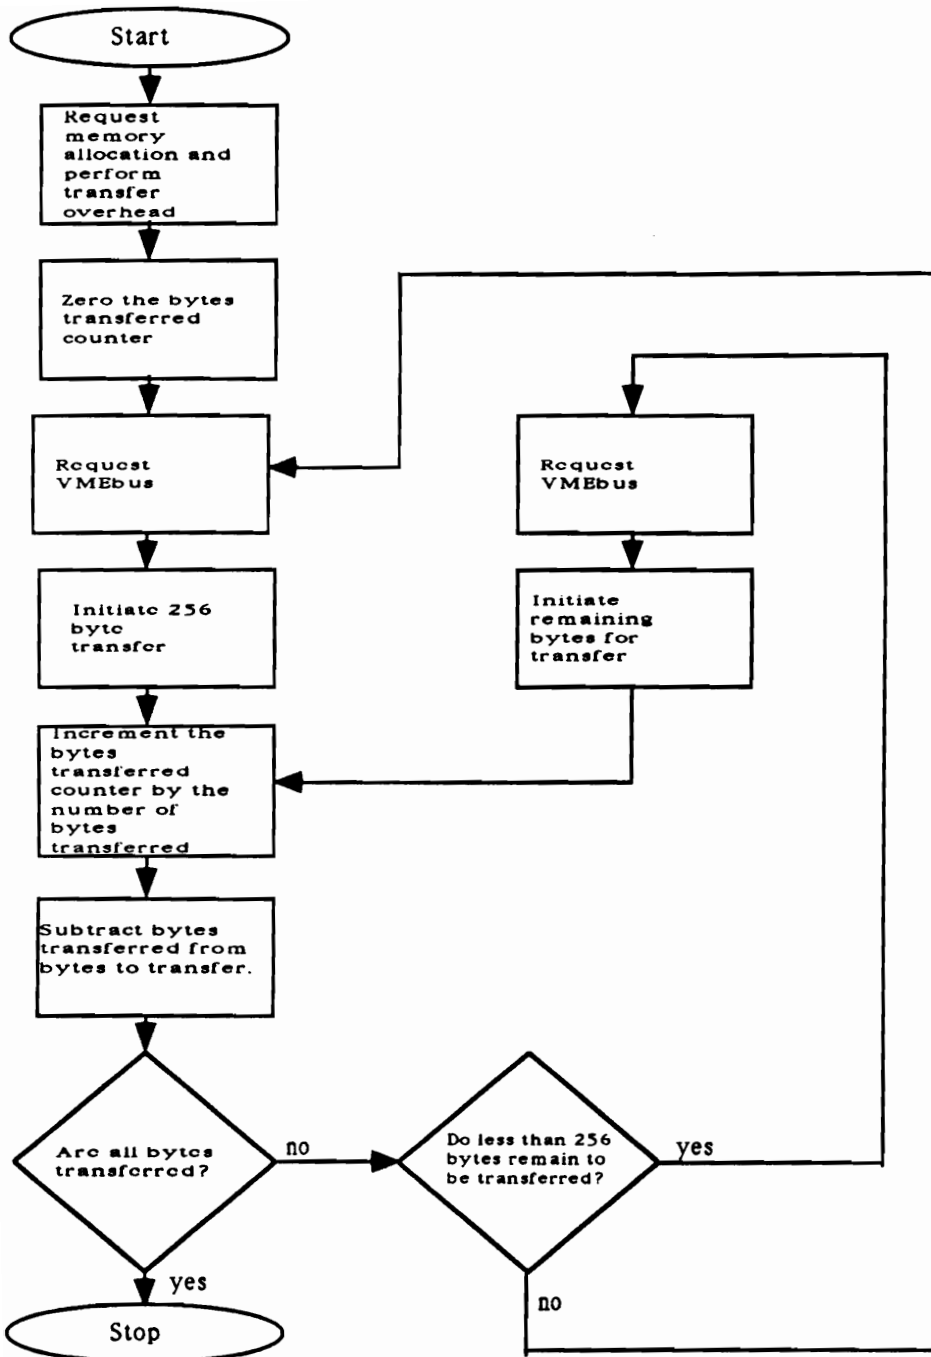 Start
Request
memory
allocation and
perform
transfer
overhead
Zero the bytes
transferred
counter
Request
VMEbus
Initiate 256
byte
transfer
Increment the
bytes
transferred
counter by the
number of
bytes
transferred
Subtract bytes
transferred from
bytes to transfer.
Are all bytes
transferred?
no
yes
Stop
Request
VMEbus
Initiate
remaining
bytes for
transfer
Do less than 256
bytes remain to
be transferred?
yes
no